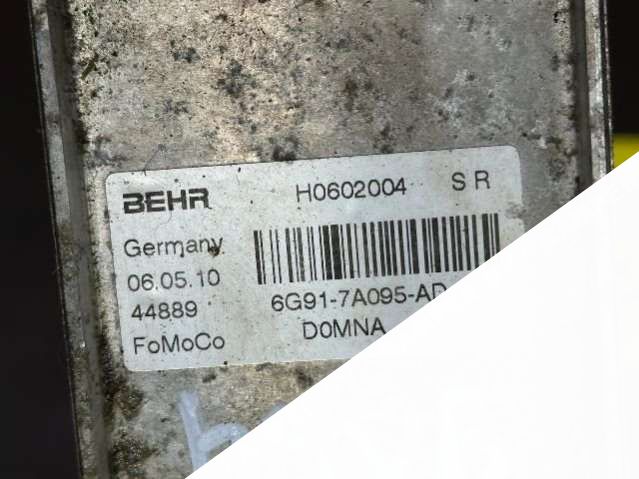 BEHR H0602004 S R
Germany
06.05.10
44889 6G91-7A095-AD
FoMoCo D0MNA